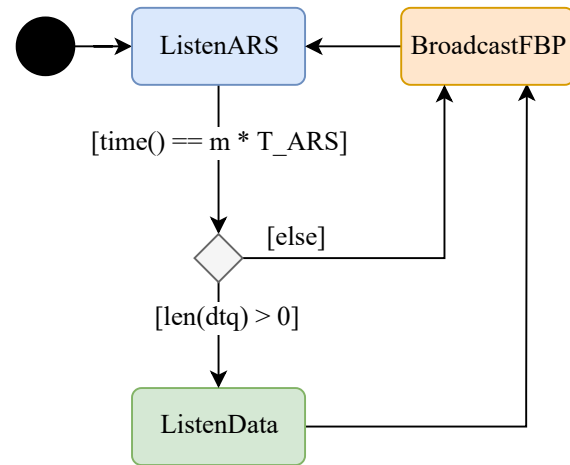 ListenARS
BroadcastFBP
[time() == m * T_ARS]
[else]
[len(dtq) > 0]
ListenData